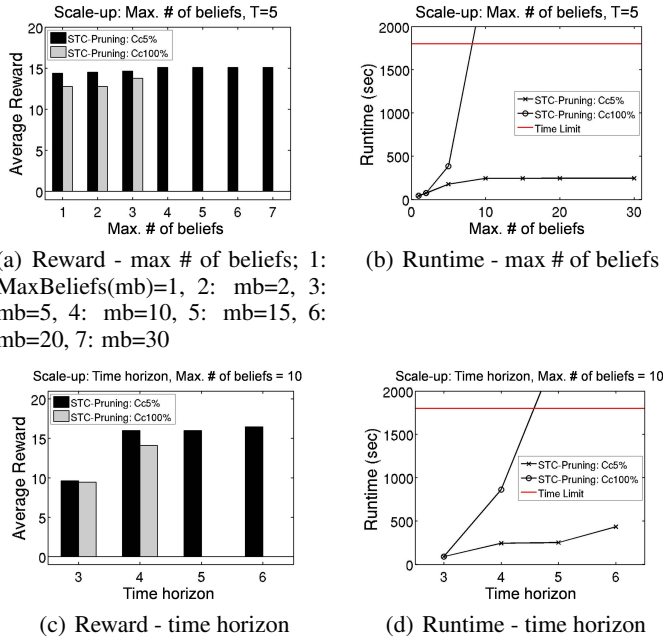 Scale-up: Max. # of beliefs, T=5
STC-Pruning: Cc5%
STC-Pruning: Cc100%
20
15
10
5
0
Average Reward
1 2 3 4 5 6 7
Max. # of beliefs
Scale-up: Max. # of beliefs, T=5
2000
1500
1000
500
0
Runtime (sec)
STC-Pruning: Cc5%
STC-Pruning: Cc100%
Time Limit
0 10 20 30
Max. # of beliefs
(a) Reward - max # of beliefs; 1:
MaxBeliefs(mb)=1, 2: mb=2, 3:
mb=5, 4: mb=10, 5: mb=15, 6:
mb=20, 7: mb=30
(b) Runtime - max # of beliefs
Scale-up: Time horizon, Max. # of beliefs = 10
STC-Pruning: Cc5%
STC-Pruning: Cc100%
20
15
10
5
0
Average Reward
3 4 5 6
Time horizon
Scale-up: Time horizon, Max. # of beliefs = 10
2000
1500
1000
500
0
Runtime (sec)
STC-Pruning: Cc5%
STC-Pruning: Cc100%
Time Limit
3 4 5 6
Time horizon
(c) Reward - time horizon
(d) Runtime - time horizon